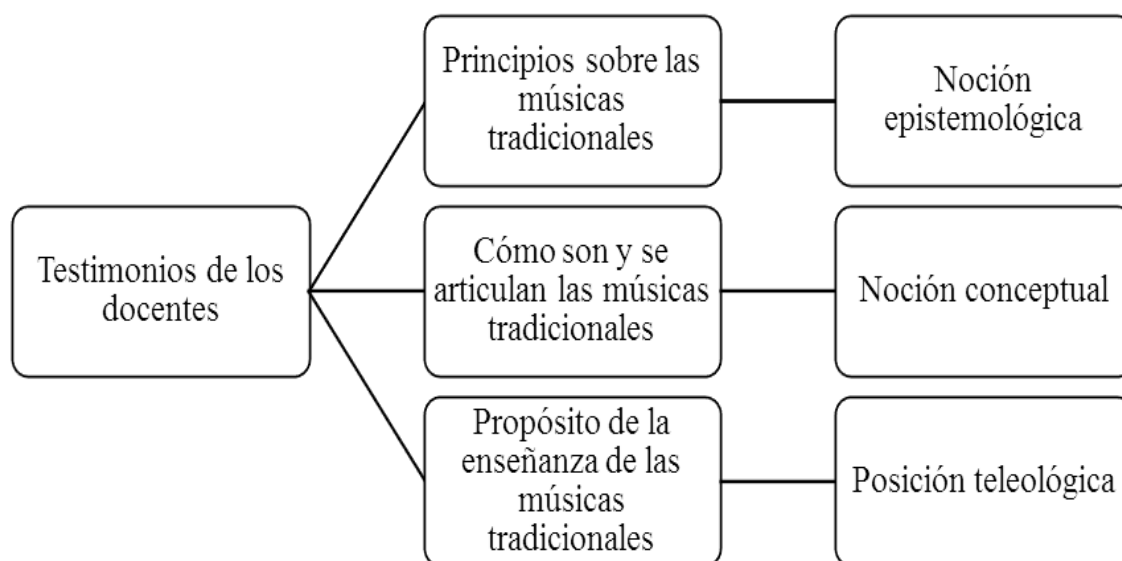 Testimonios de los
docentes
Principios sobre las
músicas
tradicionales
Noción
epistemológica
Cómo son y se
articulan las músicas
tradicionales
Noción conceptual
Propósito de la
enseñanza de las
músicas
tradicionales
Posición teleológica